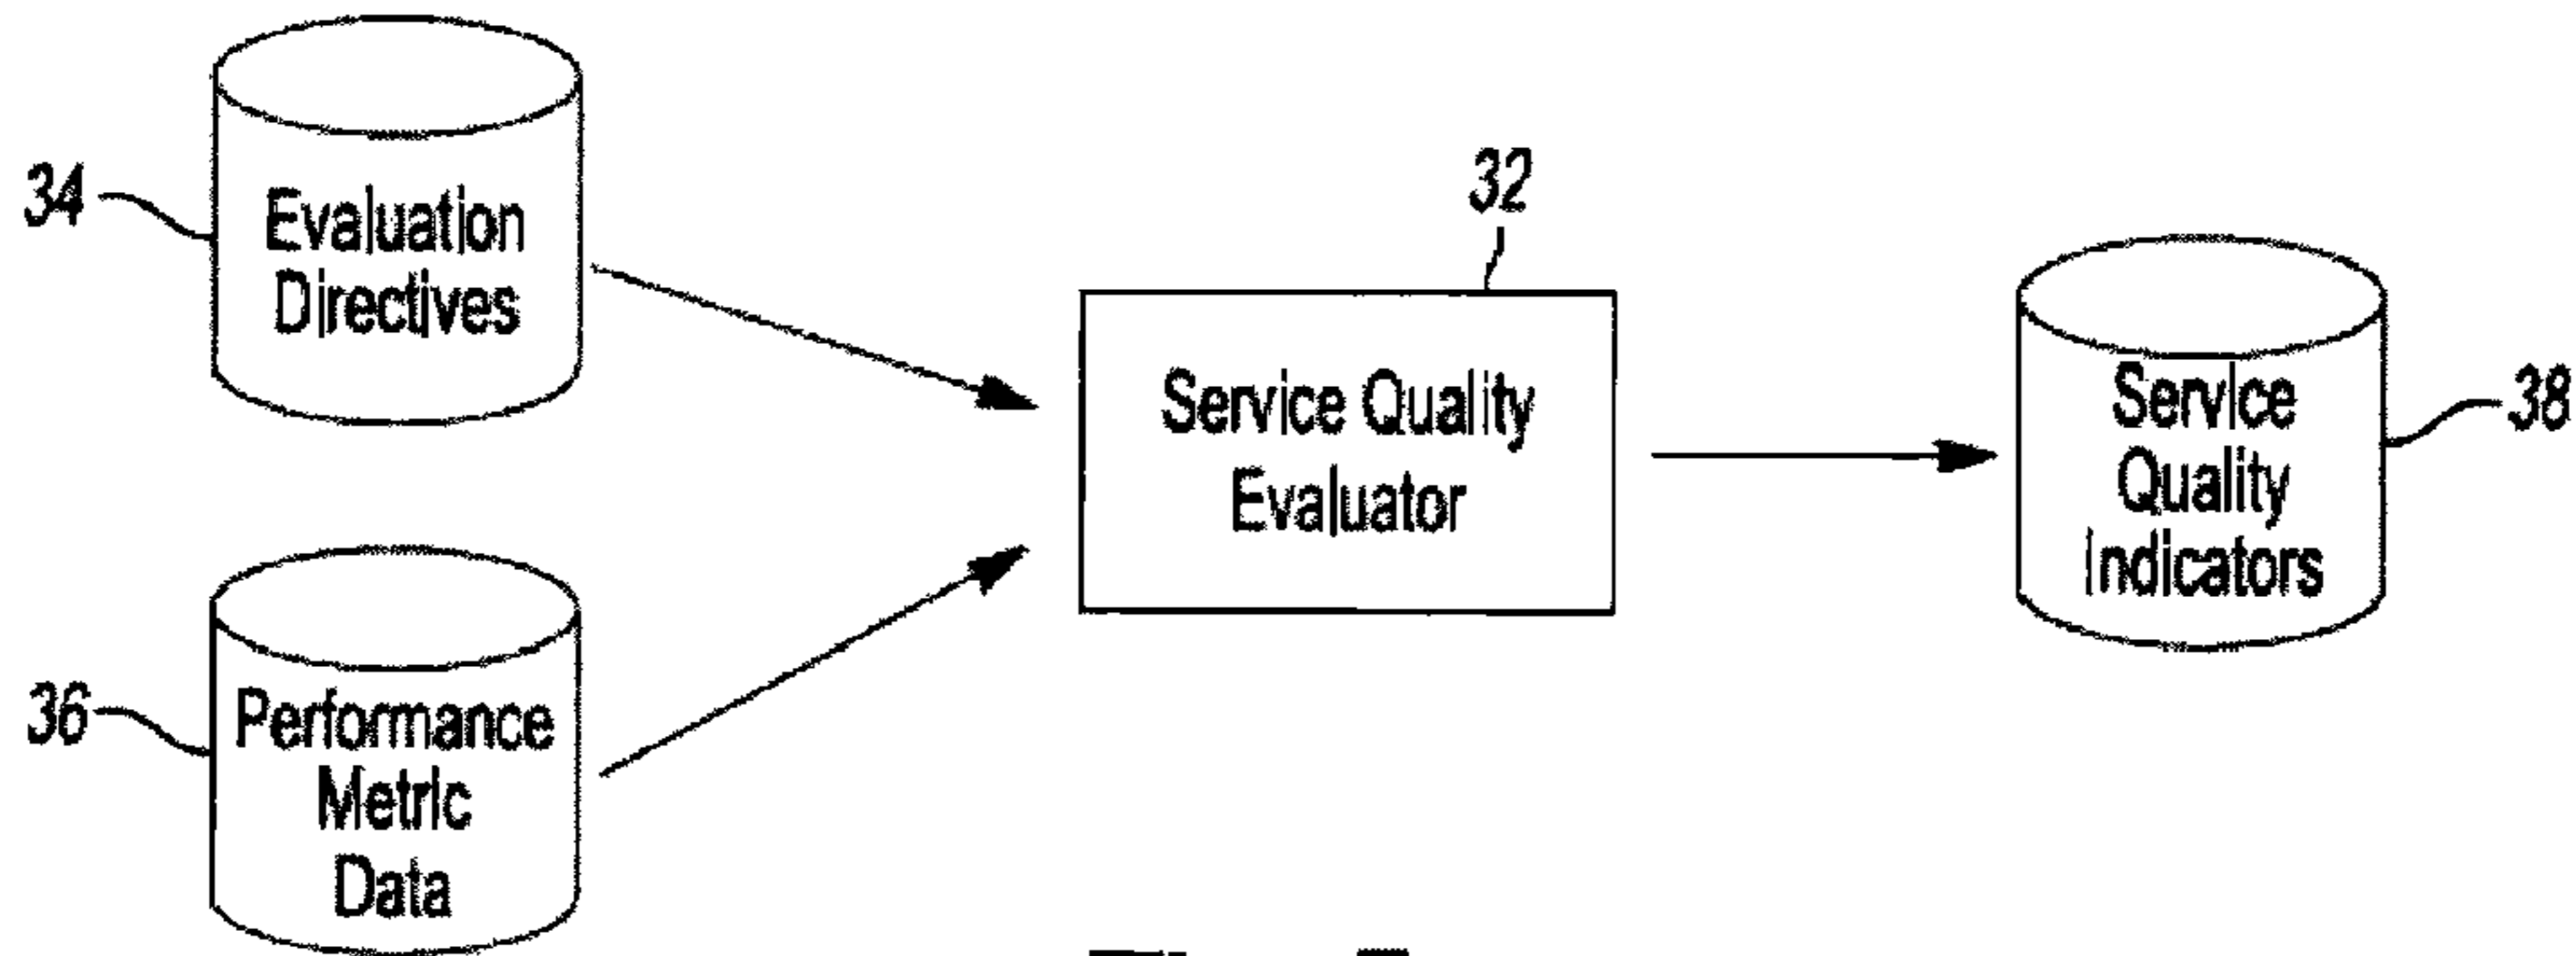 34
Evaluation
Directives
32
Service Quality
Evaluator
Service
Quality
Indicators
38
36
Performance
Metric
Data